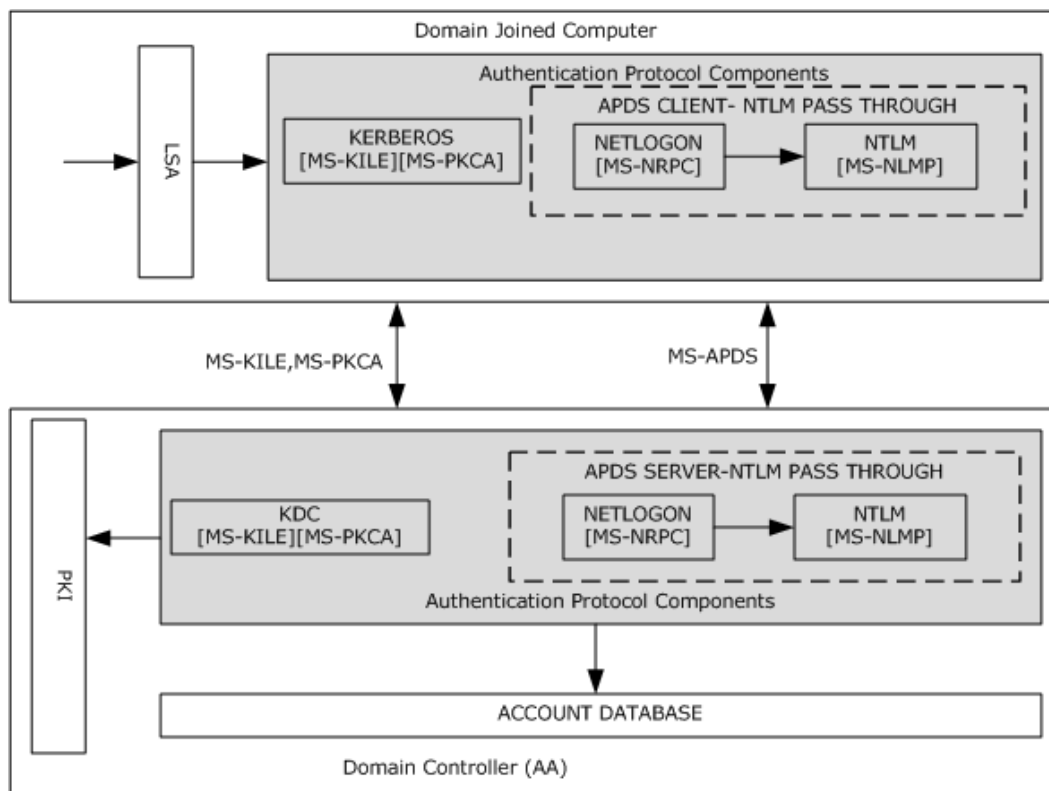 Domain Joined Computer
LSA
Authentication Protocol Components
APDS CLIENT- NTLM PASS THROUGH
KERBEROS
[MS-KILE][MS-PKCA]
NETLOGON
[MS-NRPC]
NTLM
[MS-NLMP]
MS-KILE,MS-PKCA
MS-APDS
PKI
APDS SERVER-NTLM PASS THROUGH
KDC
[MS-KILE][MS-PKCA]
NETLOGON
[MS-NRPC]
NTLM
[MS-NLMP]
Authentication Protocol Components
ACCOUNT DATABASE
Domain Controller (AA)